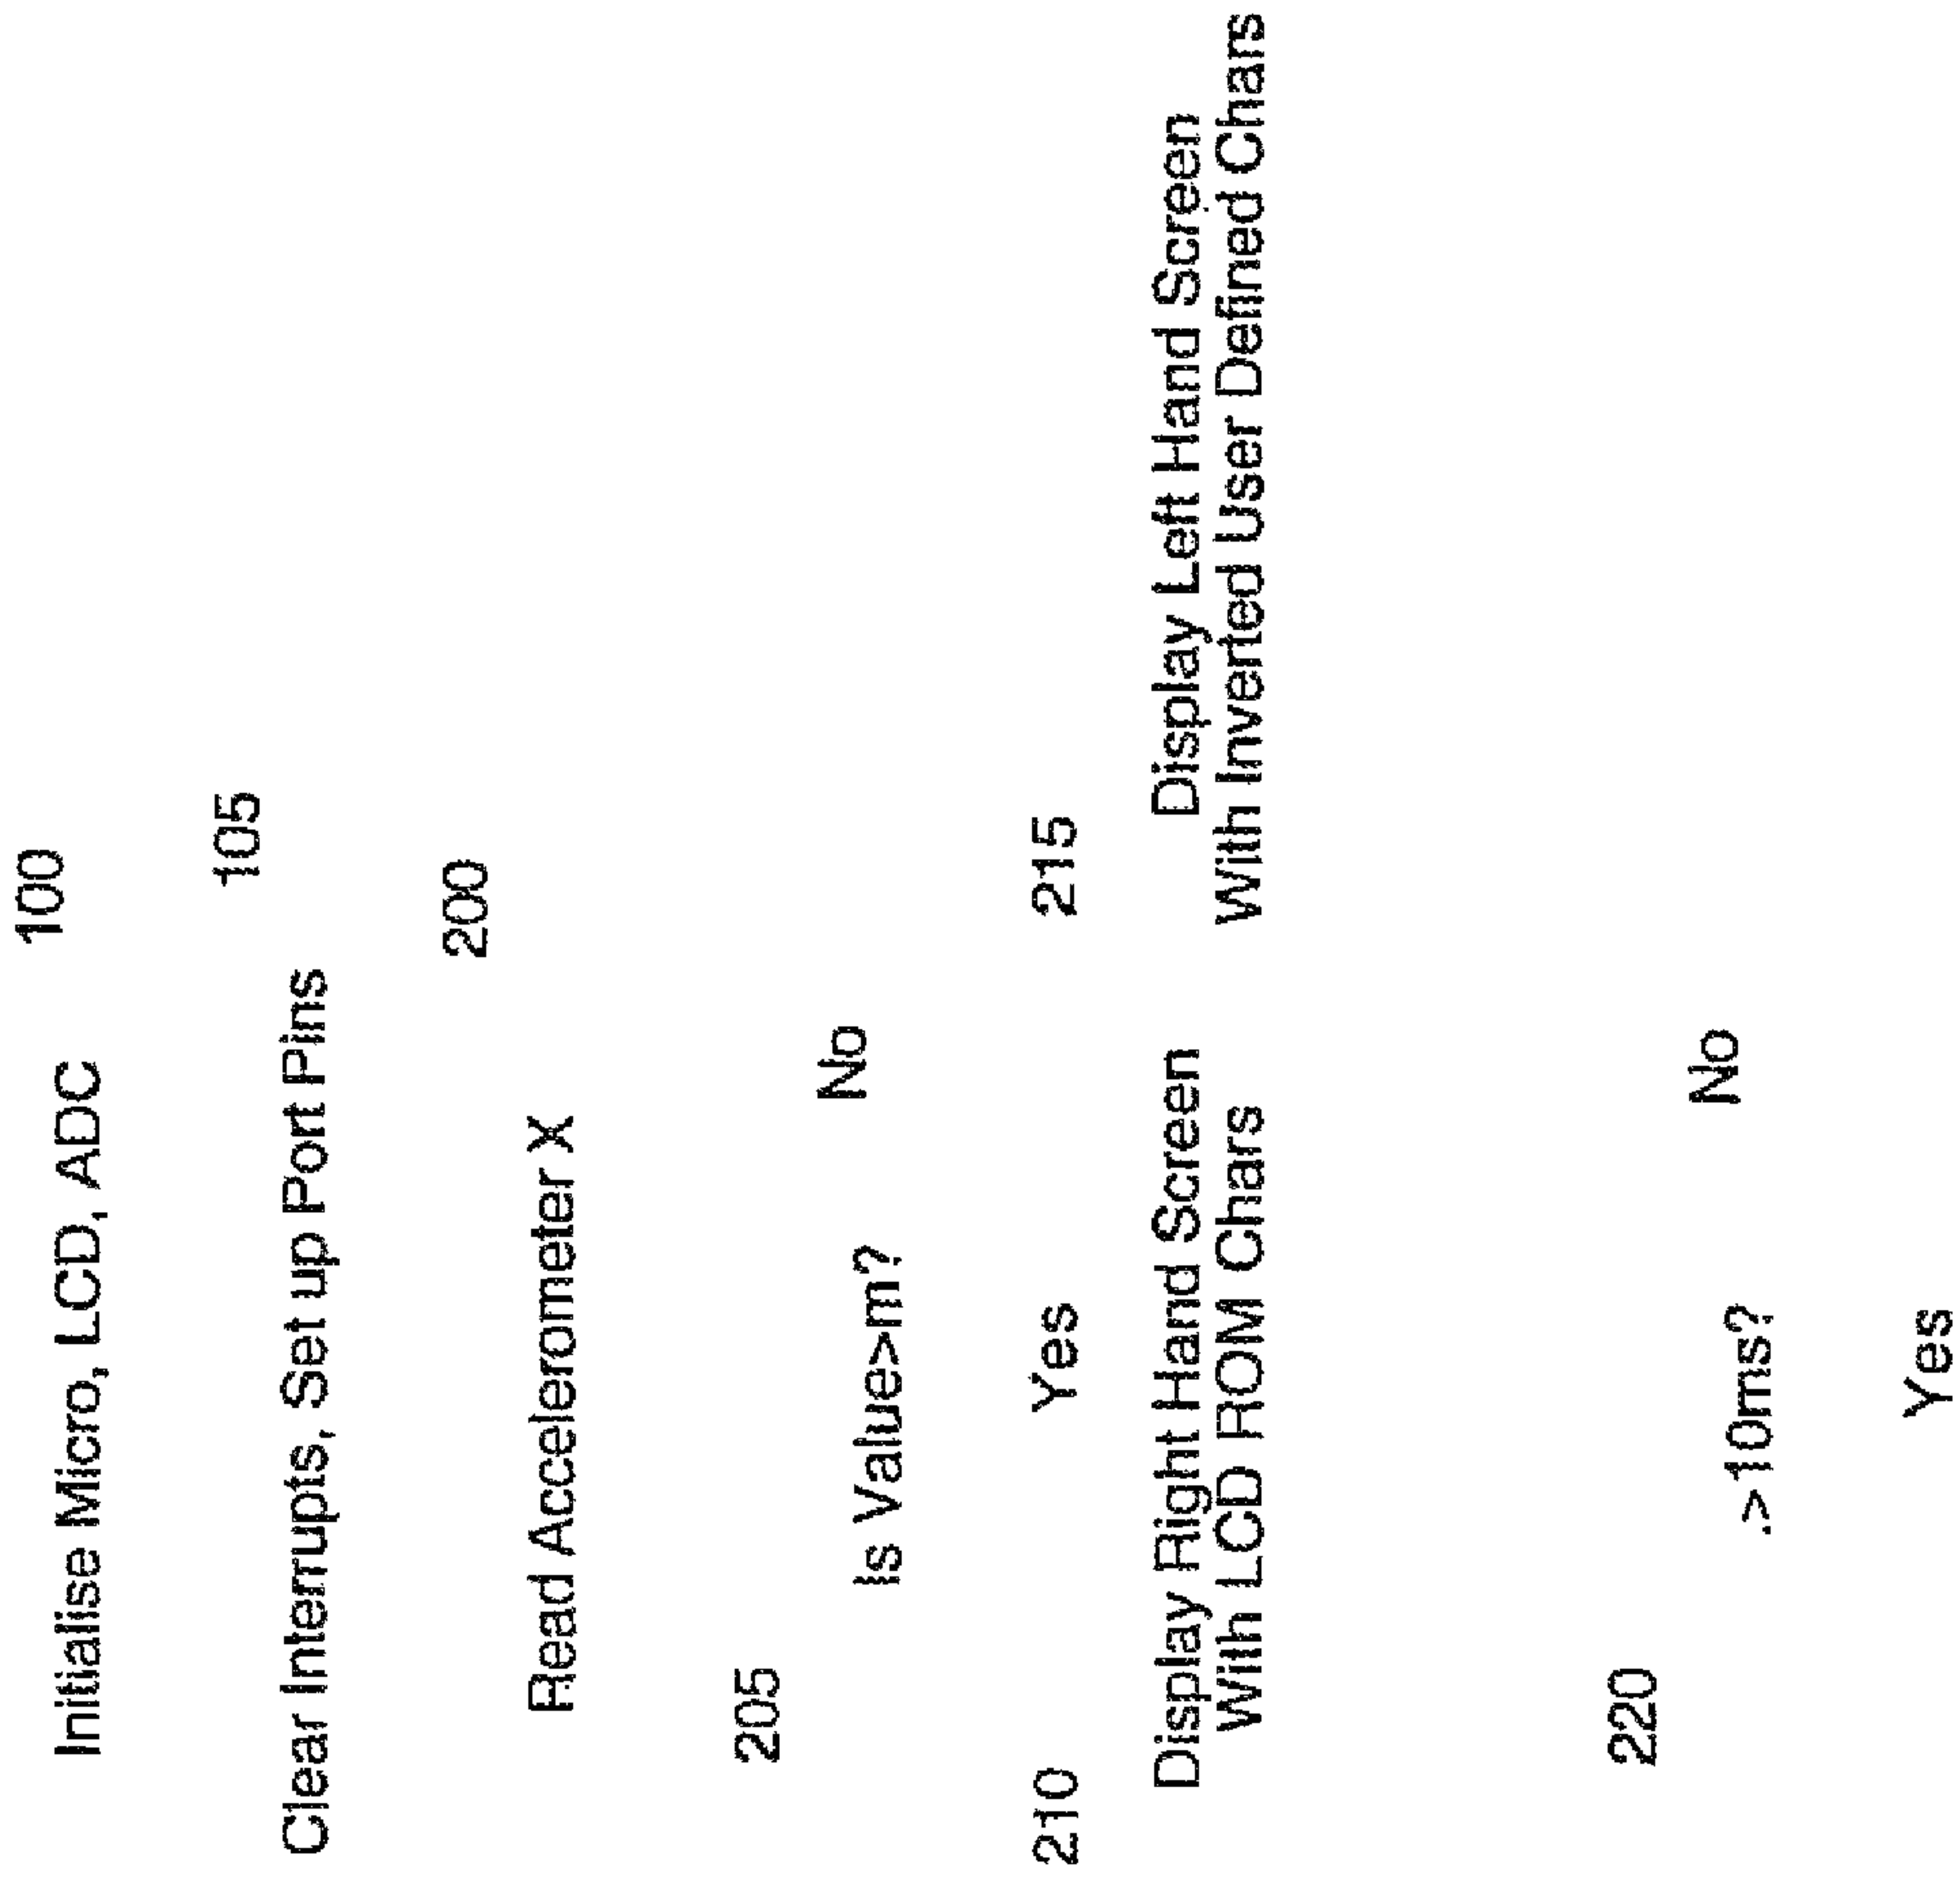 100
Initialise Micro, LCD, ADC
105
Clear Interrupts, Set up Port Pins
200
Read Accelerometer X
205
No
Is Value>m?
210
Yes
215
Display Right Hand Screen
With LCD ROM Chars
Display Left Hand Screen
With Inverted User Defined Chars
220
No
.>10ms?
Yes